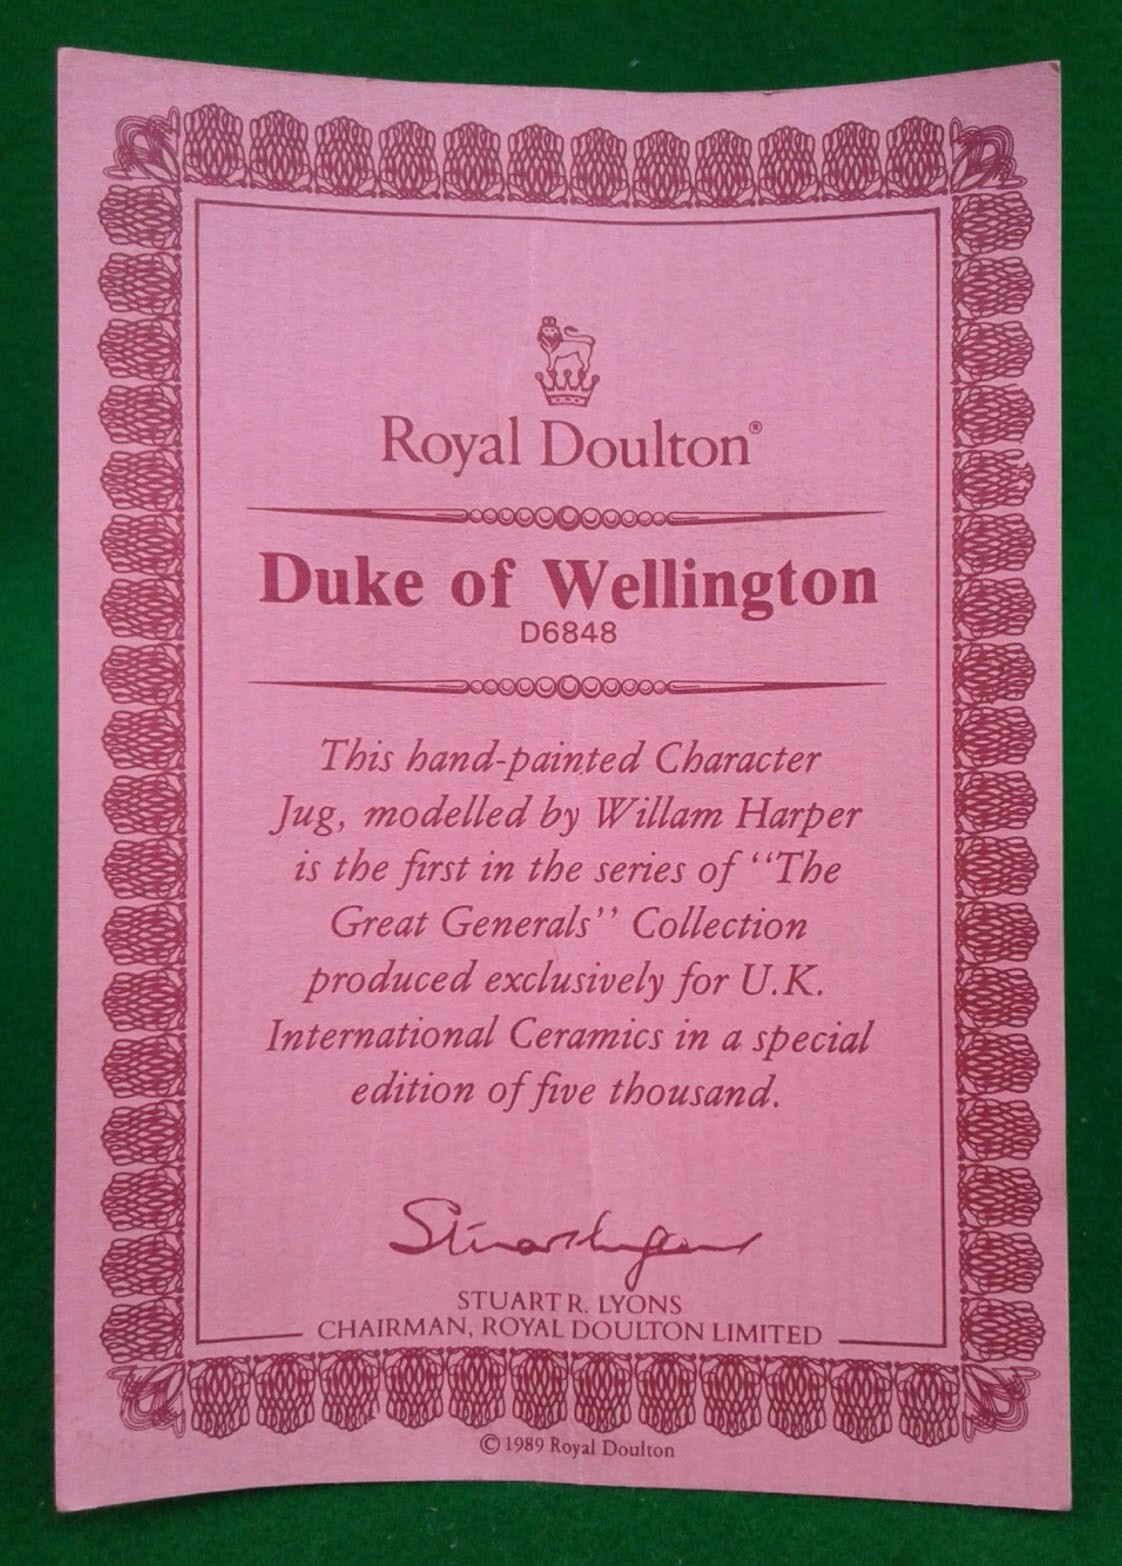 Royal Doulton®
Duke of Wellington
D6848
This hand-painted Character
Jug, modelled by Willam Harper
is the first in the series of “The
Great Generals” Collection
produced exclusively for U.K.
International Ceramics in a special
edition of five thousand.
Stuart Lyons
STUART R. LYONS
CHAIRMAN, ROYAL DOULTON LIMITED
© 1989 Royal Doulton